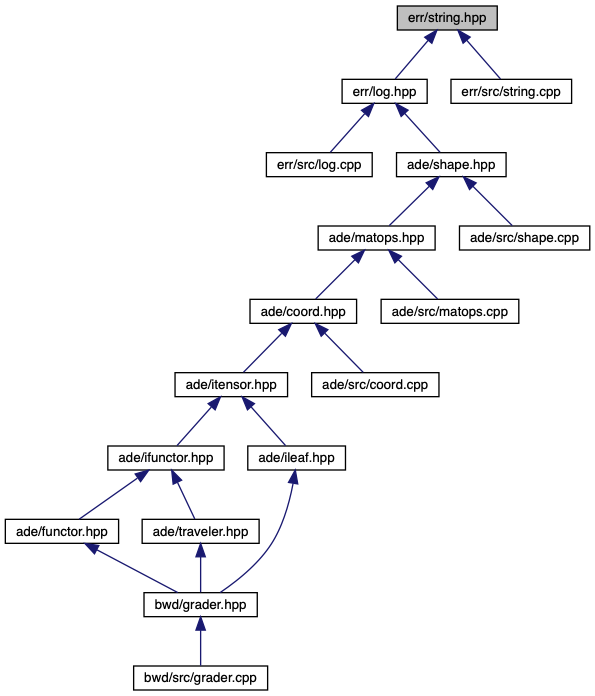 err/string.hpp
err/log.hpp
err/src/string.cpp
err/src/log.cpp
ade/shape.hpp
ade/matops.hpp
ade/src/shape.cpp
ade/coord.hpp
ade/src/matops.cpp
ade/itensor.hpp
ade/src/coord.cpp
ade/ifunctor.hpp
ade/ileaf.hpp
ade/functor.hpp
ade/traveler.hpp
bwd/grader.hpp
bwd/src/grader.cpp